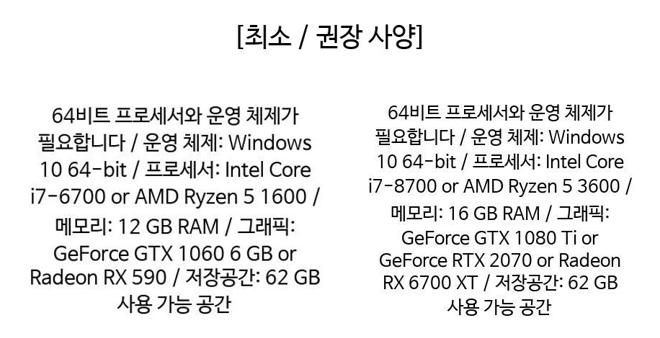 [최소 / 권장 사양]
64비트 프로세서와 운영 체제가
필요합니다 / 운영 체제: Windows
10 64-bit / 프로세서: Intel Core
i7-6700 or AMD Ryzen 5 1600 /
메모리: 12 GB RAM / 그래픽:
GeForce GTX 1060 6 GB or
Radeon RX 590 / 저장공간: 62 GB
사용 가능 공간
64비트 프로세서와 운영 체제가
필요합니다 / 운영 체제: Windows
10 64-bit / 프로세서: Intel Core
i7-8700 or AMD Ryzen 5 3600 /
메모리: 16 GB RAM / 그래픽:
GeForce GTX 1080 Ti or
GeForce RTX 2070 or Radeon
RX 6700 XT / 저장공간: 62 GB
사용 가능 공간